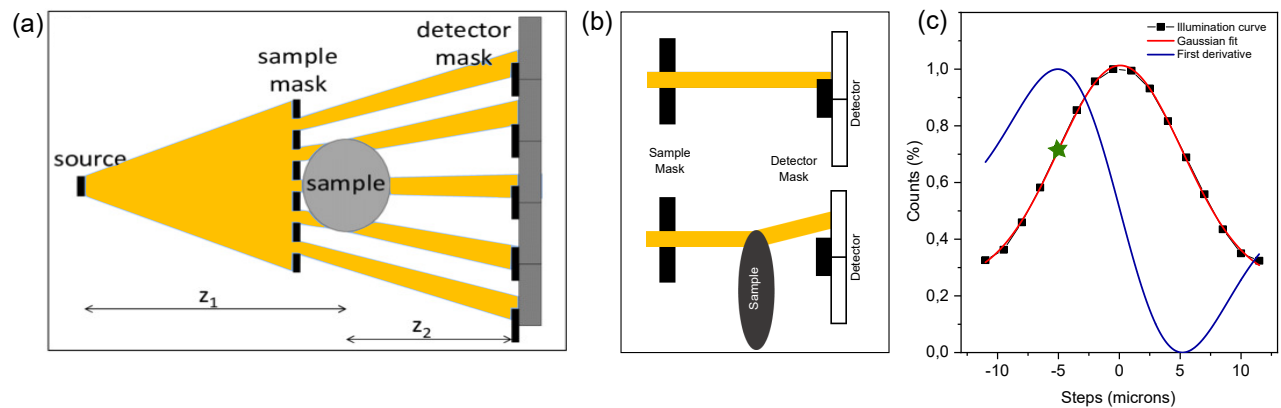 (a)
source
sample
mask
sample
detector
mask
z₁
z₂
(b)
Sample
Mask
Detector
Mask
Detector
Sample
Detector
(c)
Illumination curve
Gaussian fit
First derivative
Counts (%)
1,0
0,8
0,6
0,4
0,2
0,0
-10
-5
0
5
10
Steps (microns)